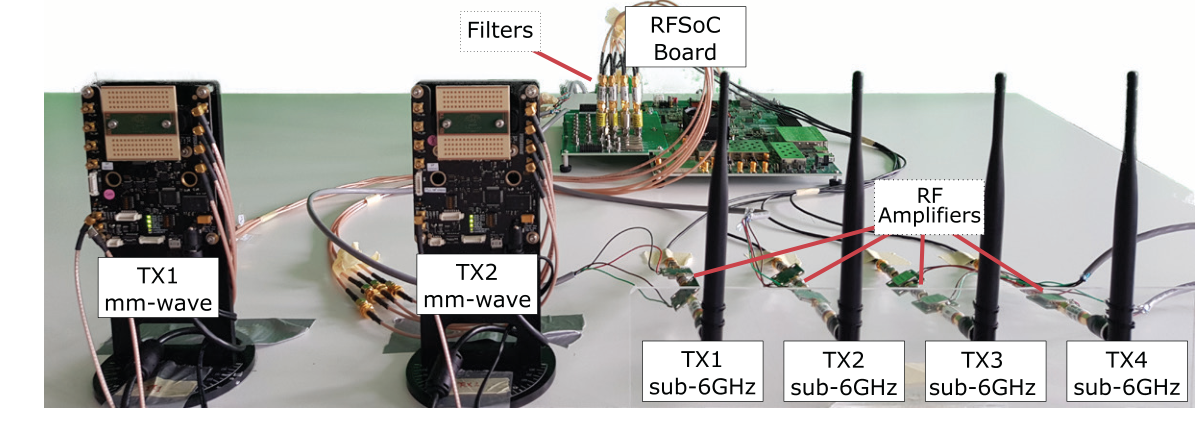 Filters
RFSoC
Board
RF
Amplifiers
TX1
mm-wave
TX2
mm-wave
TX1
sub-6GHz
TX2
sub-6GHz
TX3
sub-6GHz
TX4
sub-6GHz